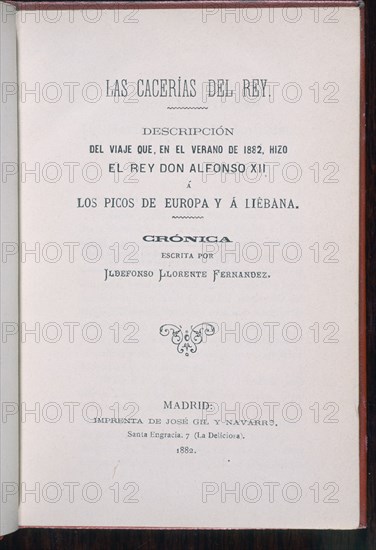 LAS CACERÍAS DEL REY.
DESCRIPCIÓN
DEL VIAJE QUE, EN EL VERANO DE 1882, HIZO
EL REY DON ALFONSO XII
Á
LOS PICOS DE EUROPA Y Á LIÉBANA.
CRÓNICA
ESCRITA POR
ILDEFONSO LLORENTE FERNANDEZ.
MADRID:
IMPRENTA DE JOSÉ GIL Y NAVARRO,
Santa Engracia, 7 (La Deliciosa).
1882.
PHOTO 12